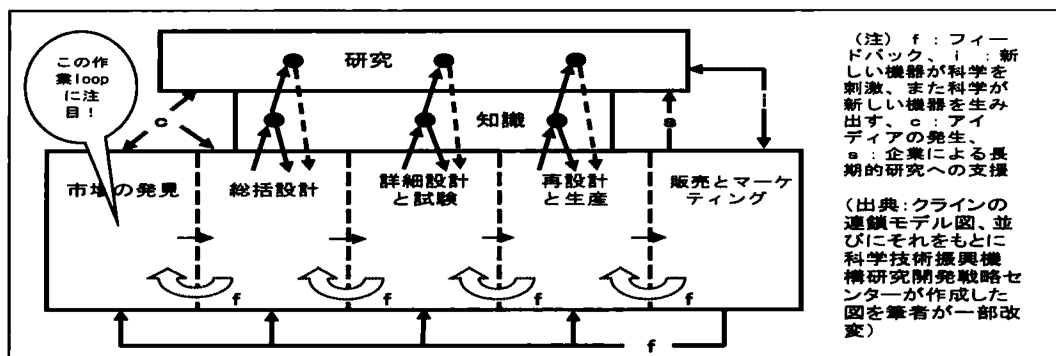 この作
業loop
に注
目！
研究
知識
c
s
i
市場の発見
総括設計
詳細設計
と試験
再設計
と生産
販売とマーケ
ティング
f
f
f
f
f
（注）ｆ：フィー
ドバック、ｉ：新
しい機器が科学を
刺激、また科学が
新しい機器を生み
出す、ｃ：アイ
ディアの発生、
ｓ：企業による長
期的研究への支援
（出典：クラインの
連鎖モデル図、並
びにそれをもとに
科学技術振興機
構研究開発戦略セ
ンターが作成した
図を筆者が一部改
変）